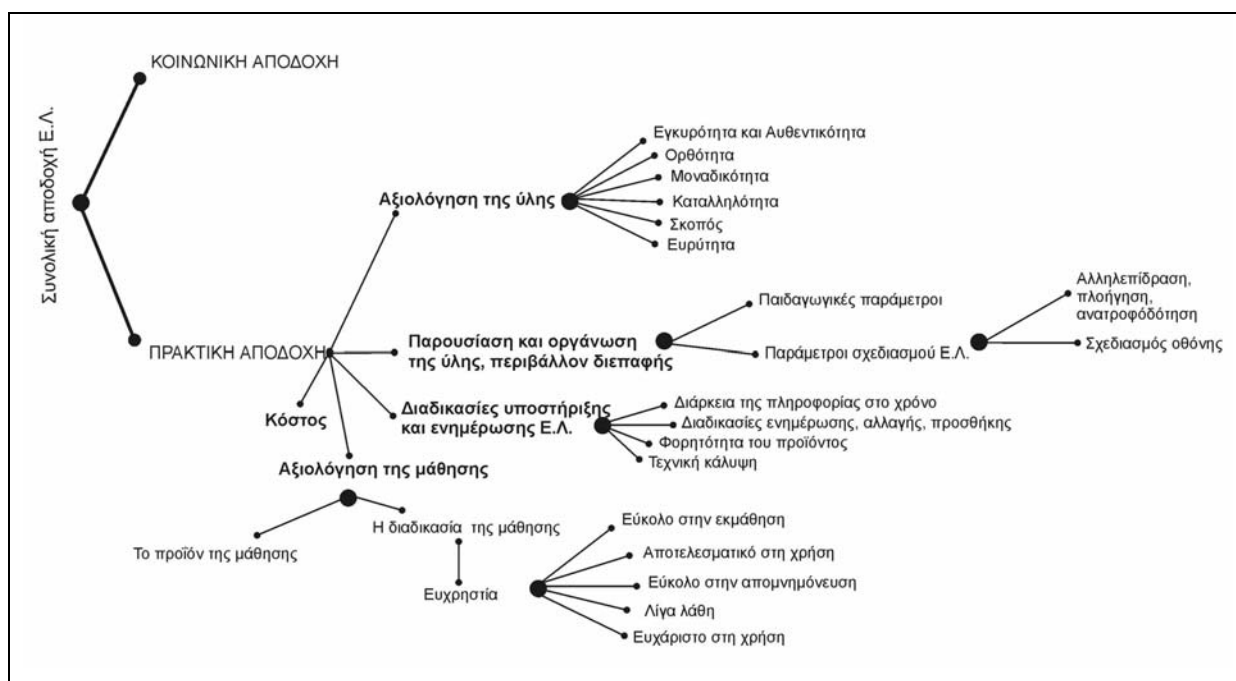 Συνολική αποδοχή Ε.Λ.
ΚΟΙΝΩΝΙΚΗ ΑΠΟΔΟΧΗ
ΠΡΑΚΤΙΚΗ ΑΠΟΔΟΧΗ
Αξιολόγηση της ύλης
Εγκυρότητα και Αυθεντικότητα
Ορθότητα
Μοναδικότητα
Καταλληλότητα
Σκοπός
Ευρύτητα
Παρουσίαση και οργάνωση
της ύλης, περιβάλλον διεπαφής
Παιδαγωγικές παράμετροι
Παράμετροι σχεδιασμού Ε.Λ.
Αλληλεπίδραση,
πλοήγηση,
ανατροφόδότηση
Σχεδιασμός οθόνης
Κόστος
Διαδικασίες υποστήριξης
και ενημέρωσης Ε.Λ.
Διάρκεια της πληροφορίας στο χρόνο
Διαδικασίες ενημέρωσης, αλλαγής, προσθήκης
Φορητότητα του προϊόντος
Τεχνική κάλυψη
Αξιολόγηση της μάθησης
Το προϊόν της μάθησης
Η διαδικασία της μάθησης
Ευχρηστία
Εύκολο στην εκμάθηση
Αποτελεσματικό στη χρήση
Εύκολο στην απομνημόνευση
Λίγα λάθη
Ευχάριστο στη χρήση